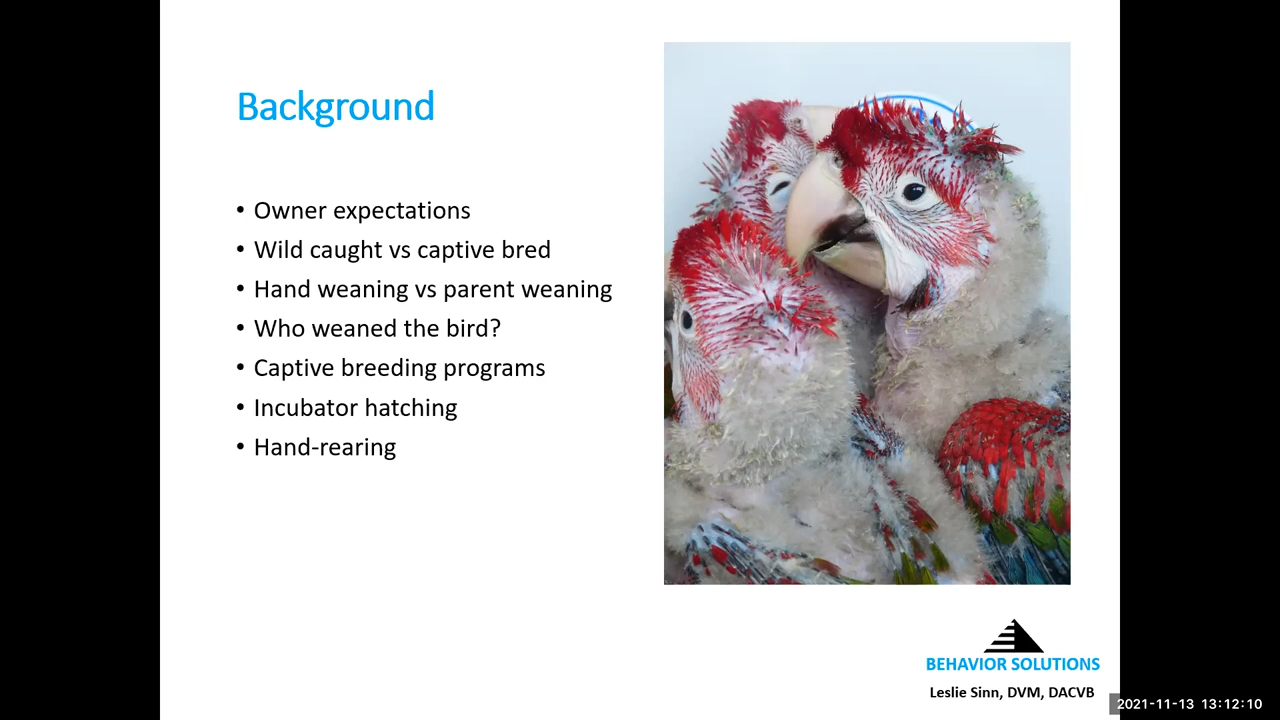 Background
• Owner expectations
• Wild caught vs captive bred
• Hand weaning vs parent weaning
• Who weaned the bird?
• Captive breeding programs
• Incubator hatching
• Hand-rearing
BEHAVIOR SOLUTIONS
Leslie Sinn, DVM, DACVB
2021-11-13 13:12:10